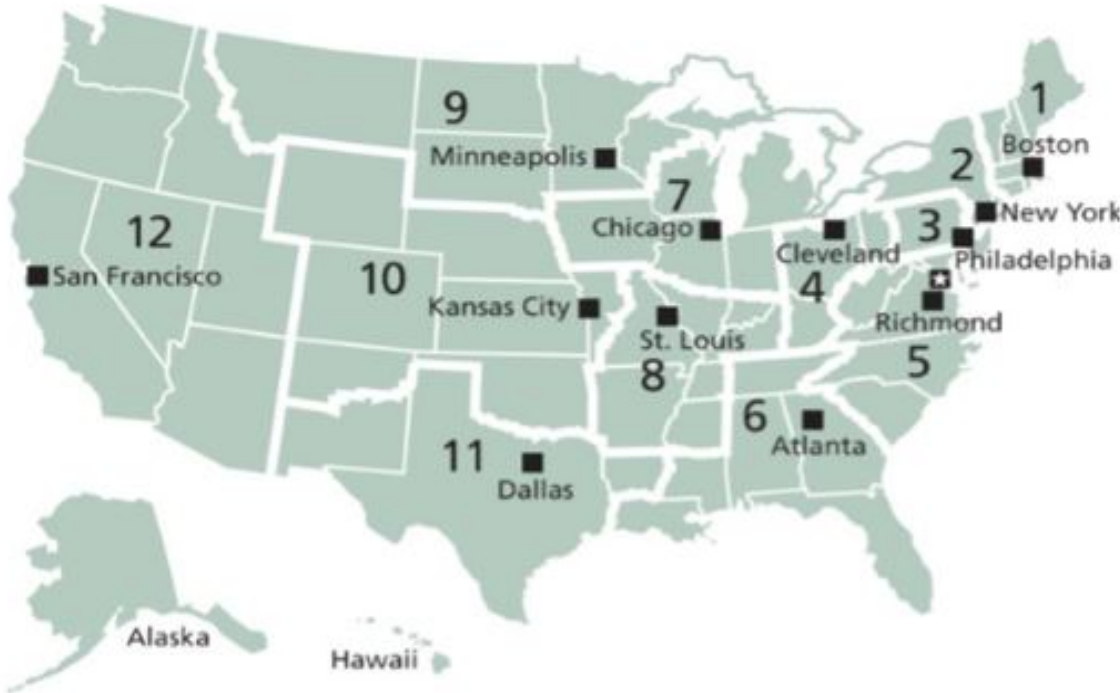 1
Boston
9
Minneapolis
2
7
New York
Chicago
3
12
Cleveland
Philadelphia
San Francisco
10
4
Kansas City
Richmond
St. Louis
5
8
6
Atlanta
11
Dallas
Alaska
Hawaii